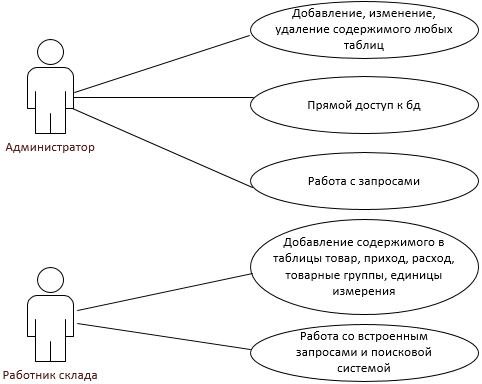 Добавление, изменение,
удаление содержимого любых
таблиц
Прямой доступ к бд
Администратор
Работа с запросами
Добавление содержимого в
таблицы товар, приход, расход,
товарные группы, единицы
измерения
Работа со встроенным
запросами и поисковой
системой
Работник склада